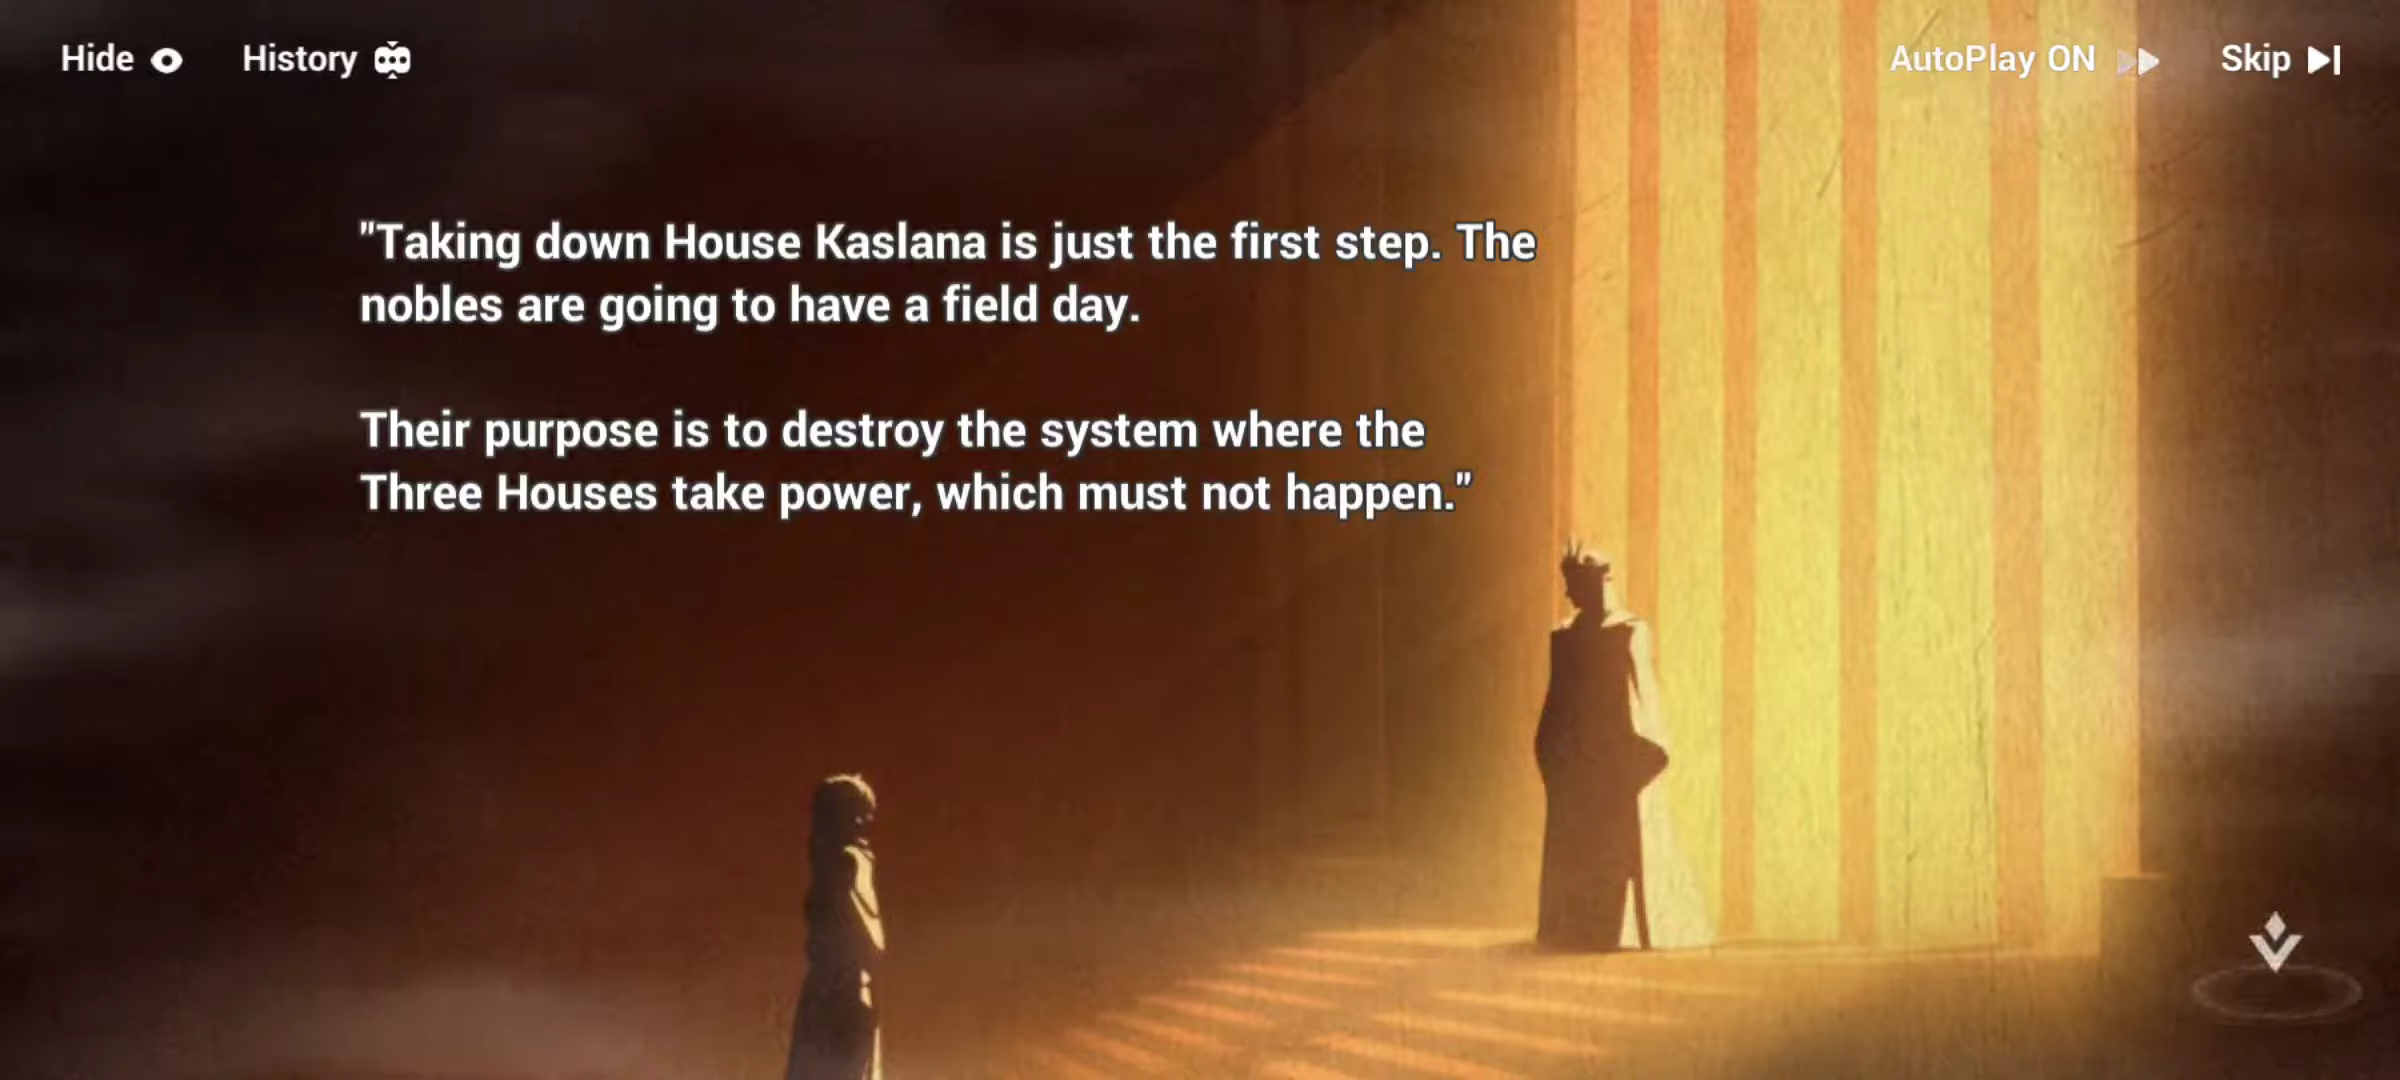 Hide
History
AutoPlay ON
Skip
"Taking down House Kaslana is just the first step. The
nobles are going to have a field day.
Their purpose is to destroy the system where the
Three Houses take power, which must not happen."